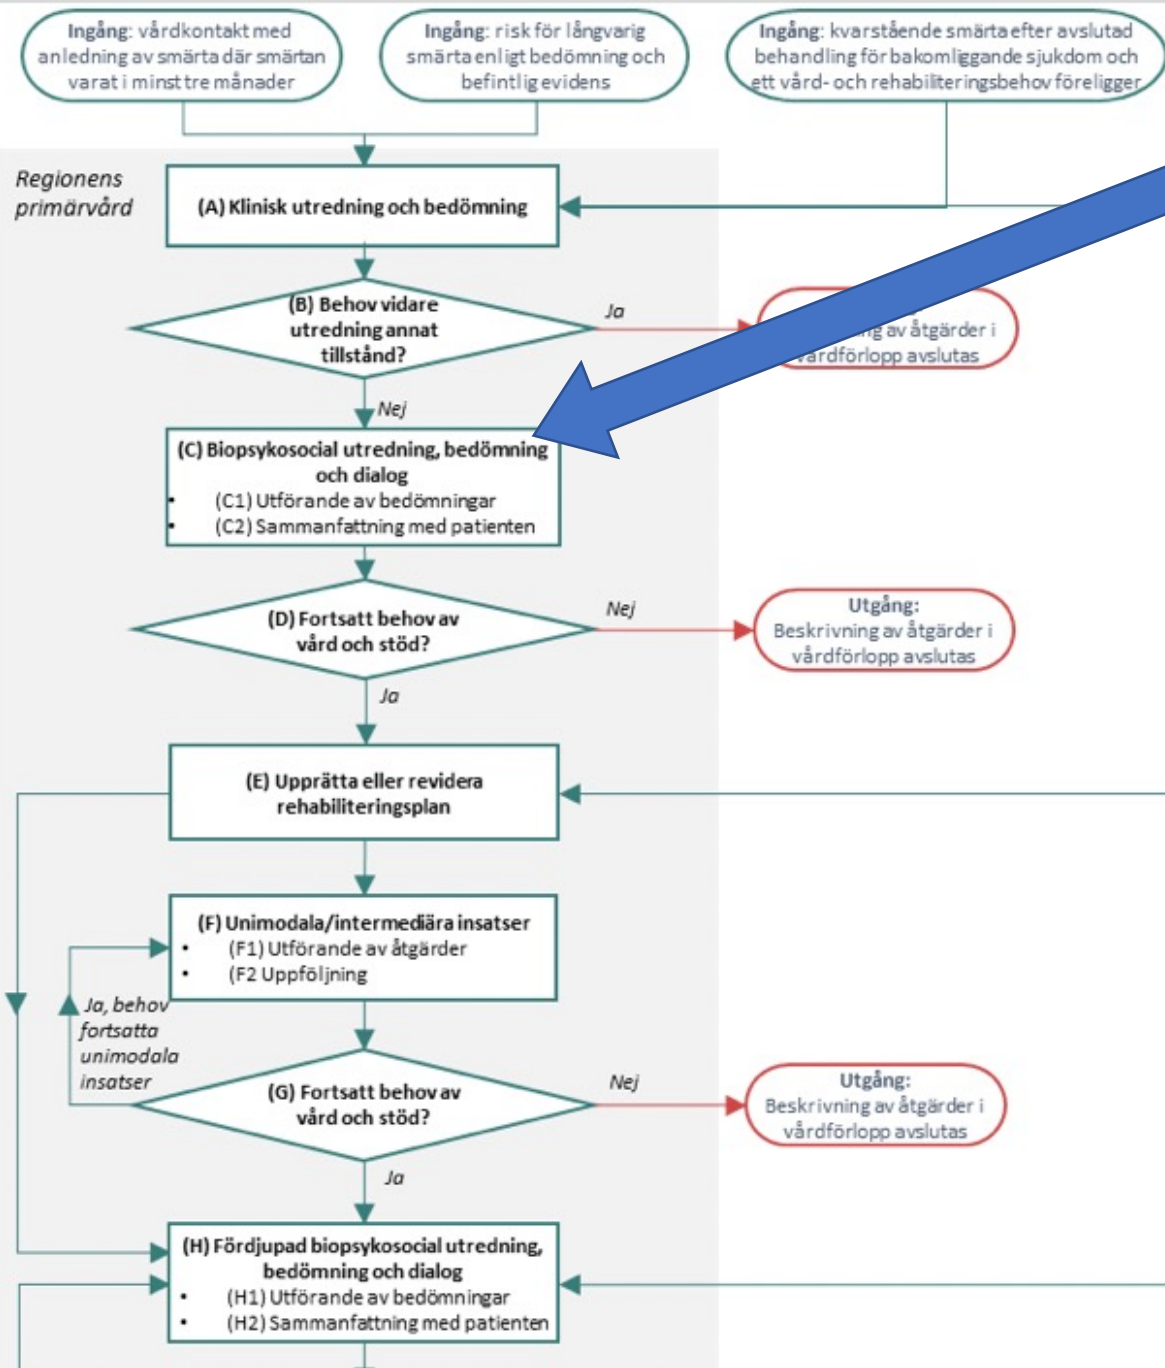 Ingång: vårdkontakt med
anledning av smärta där smärtan
varat i minst tre månader
Ingång: risk för långvarig
smärta enligt bedömning och
befintlig evidens
Ingång: kvarstående smärta efter avslutad
behandling för bakomliggande sjukdom och
ett vård- och rehabiliteringsbehov föreligger
Regionens
primärvård
(A) Klinisk utredning och bedömning
(B) Behov vidare
utredning annat
tillstånd?
Ja
av åtgärder i
vårdförlopp avslutas
Nej
(C) Biopsykosocial utredning, bedömning
och dialog
• (C1) Utförande av bedömningar
• (C2) Sammanfattning med patienten
(D) Fortsatt behov av
vård och stöd?
Nej
Utgång:
Beskrivning av åtgärder i
vårdförlopp avslutas
Ja
(E) Upprätta eller revidera
rehabiliteringsplan
(F) Unimodala/intermediära insatser
• (F1) Utförande av åtgärder
• (F2 Uppföljning
Ja, behov
fortsatta
unimodala
insatser
(G) Fortsatt behov av
vård och stöd?
Nej
Utgång:
Beskrivning av åtgärder i
vårdförlopp avslutas
Ja
(H) Fördjupad biopsykosocial utredning,
bedömning och dialog
• (H1) Utförande av bedömningar
• (H2) Sammanfattning med patienten